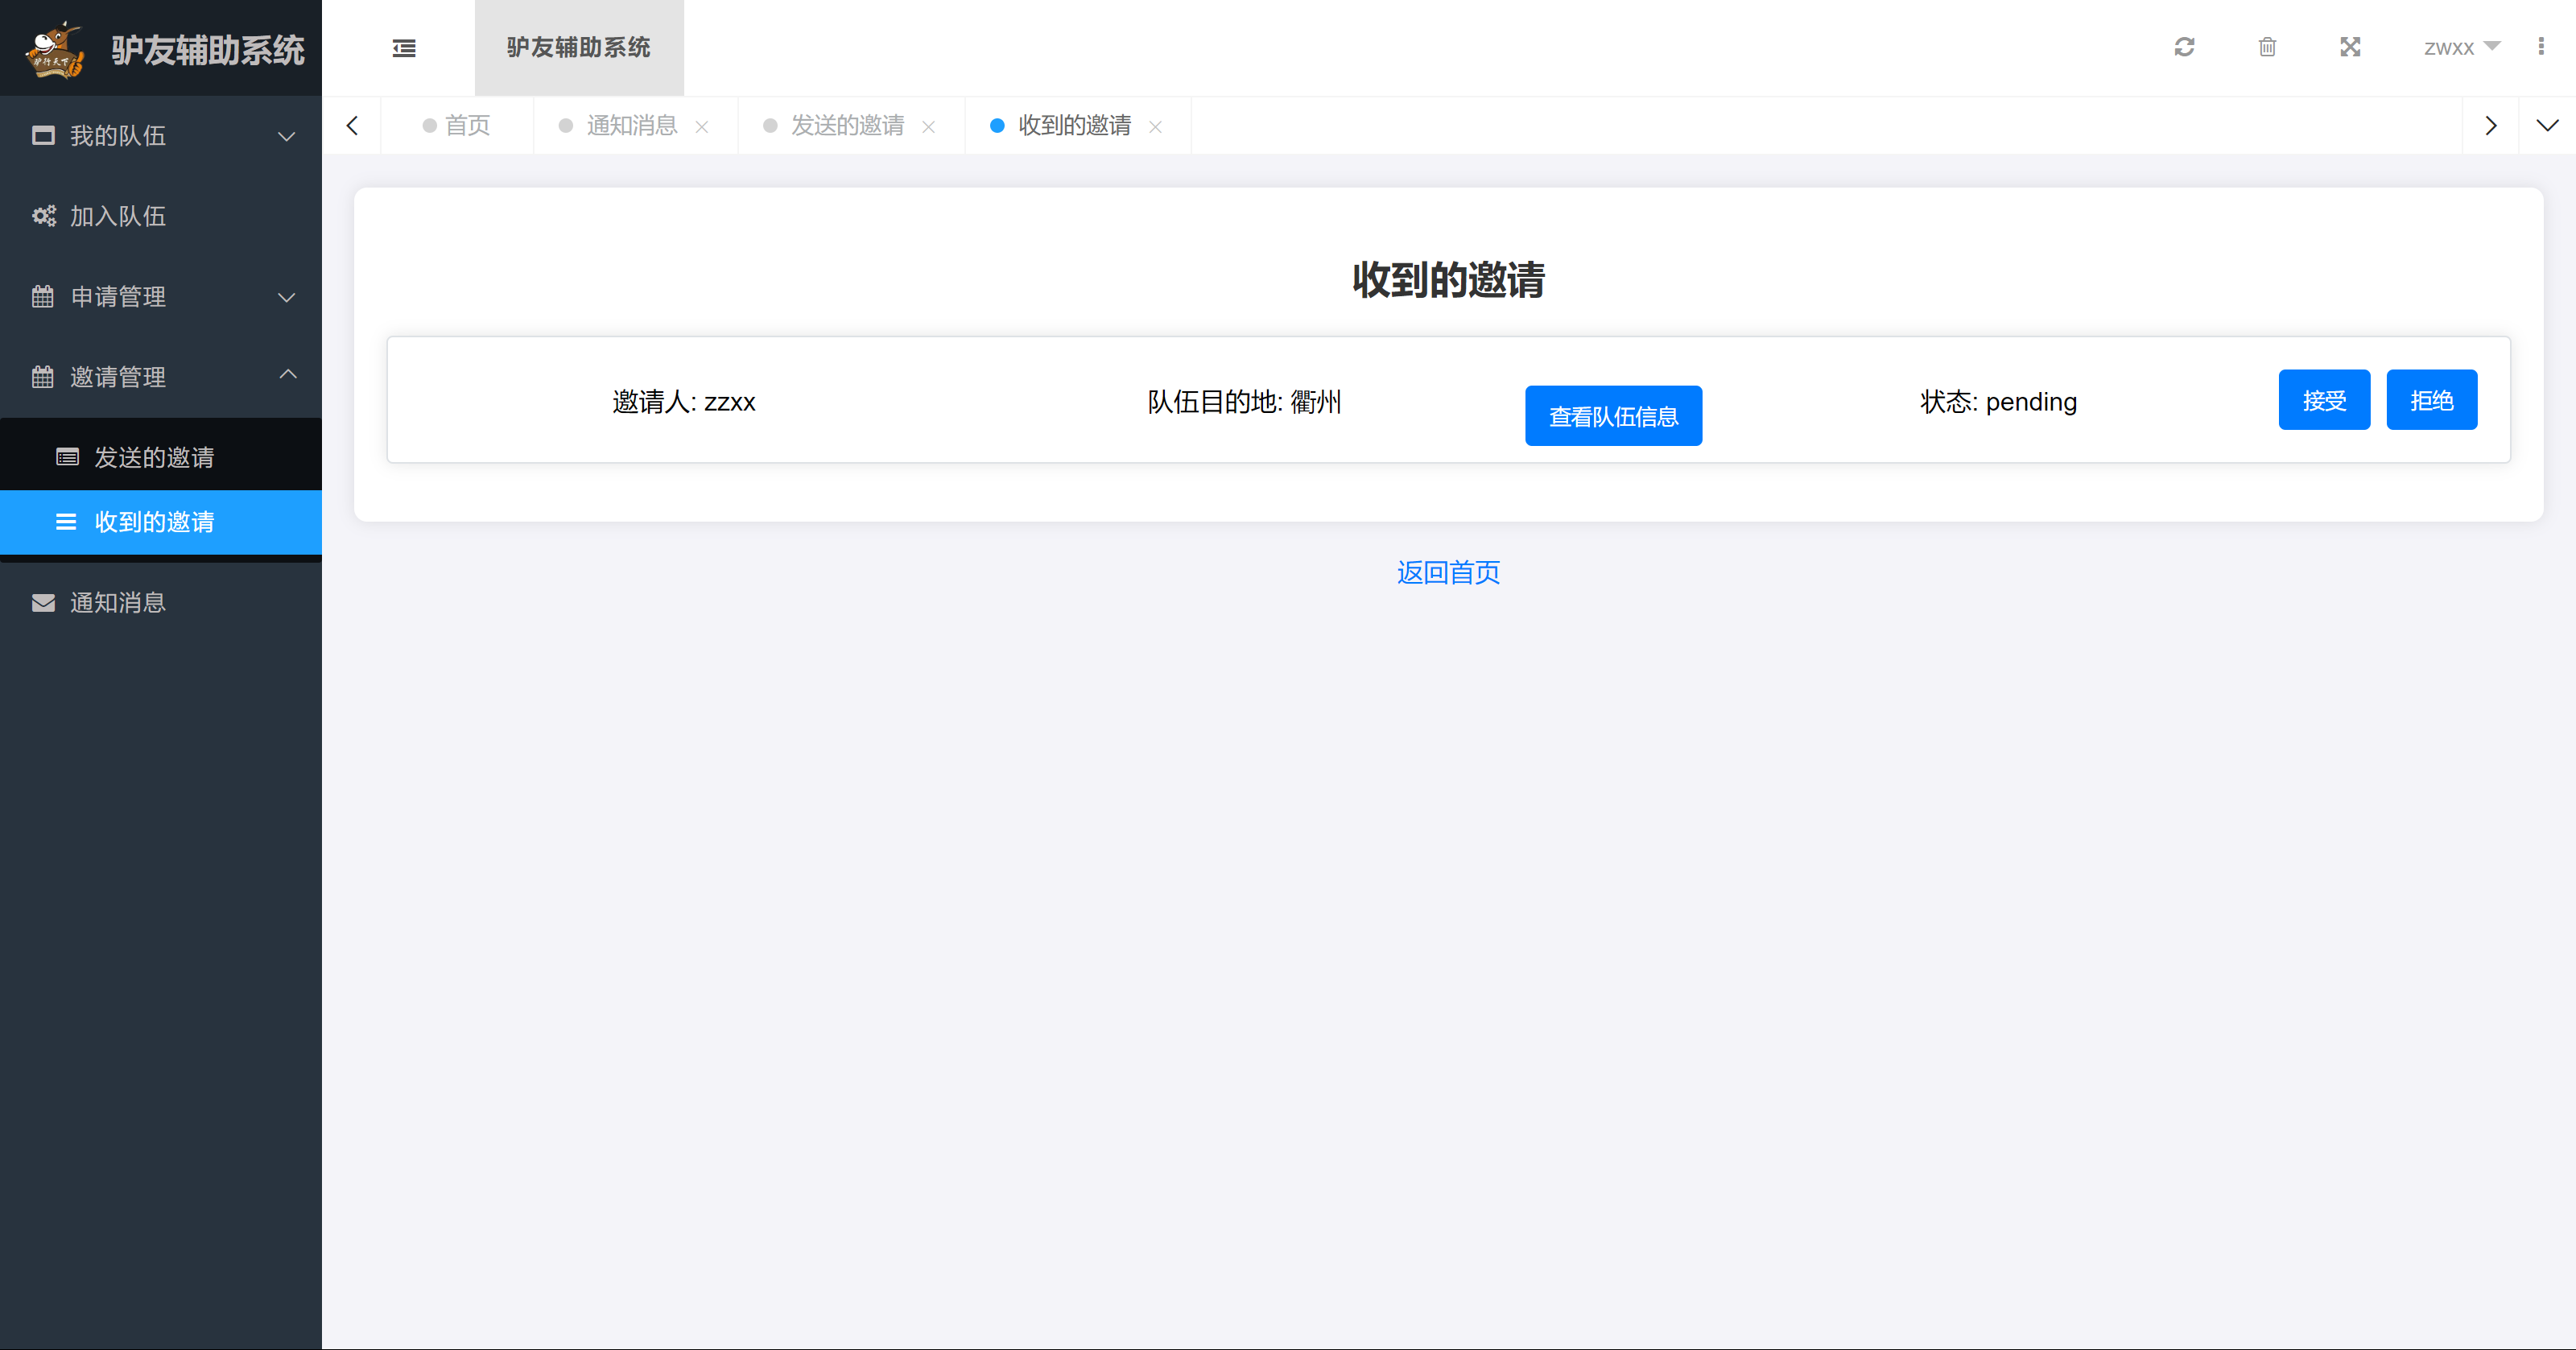 驴行天下
驴友辅助系统
我的队伍
加入队伍
申请管理
邀请管理
发送的邀请
收到的邀请
通知消息
驴友辅助系统
zwxx
首页
通知消息
发送的邀请
收到的邀请
收到的邀请
邀请人: zzxx
队伍目的地: 衢州
查看队伍信息
状态: pending
接受
拒绝
返回首页